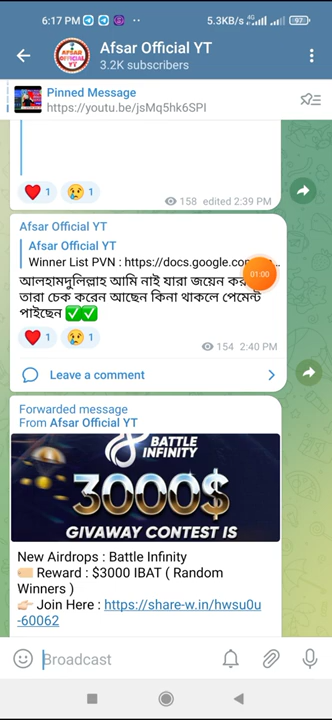 6:17 PM
5.3KB/s 4G 97
Afsar Official YT
3.2K subscribers
Pinned Message
https://youtu.be/jsMq5hk6SPI
1 1
158 edited 2:39 PM
Afsar Official YT
Afsar Official YT
Winner List PVN : https://docs.google.co
01:00
আলহামদুলিল্লাহ আমি নাই যারা জয়েন
তারা চেক করেন আছেন কিনা থাকলে পেমেন্ট
পাইছেন ✅✅
1 1
154 2:40 PM
Leave a comment
Forwarded message
From Afsar Official YT
BATTLE
INFINITY
3000$
GIVAWAY CONTEST IS
New Airdrops : Battle Infinity
Reward : $3000 IBAT ( Random
Winners )
Join Here : https://share-w.in/hwsu0u
-60062
Broadcast